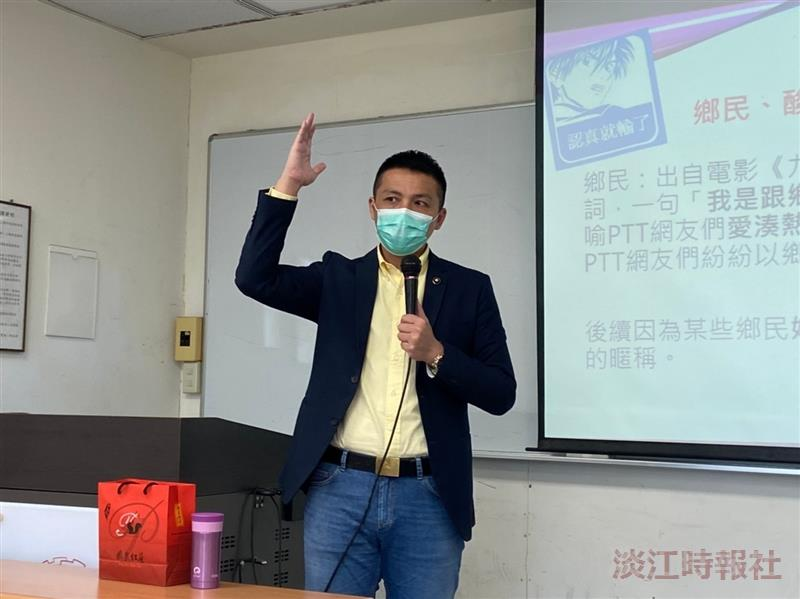 認真就輸了
鄉民、酸
鄉民：出自電影《九
詞，一句「我是跟鄉
喻PTT網友們愛湊熱
PTT網友們紛紛以鄉
後續因為某些鄉民如
的暱稱。
淡江時報社